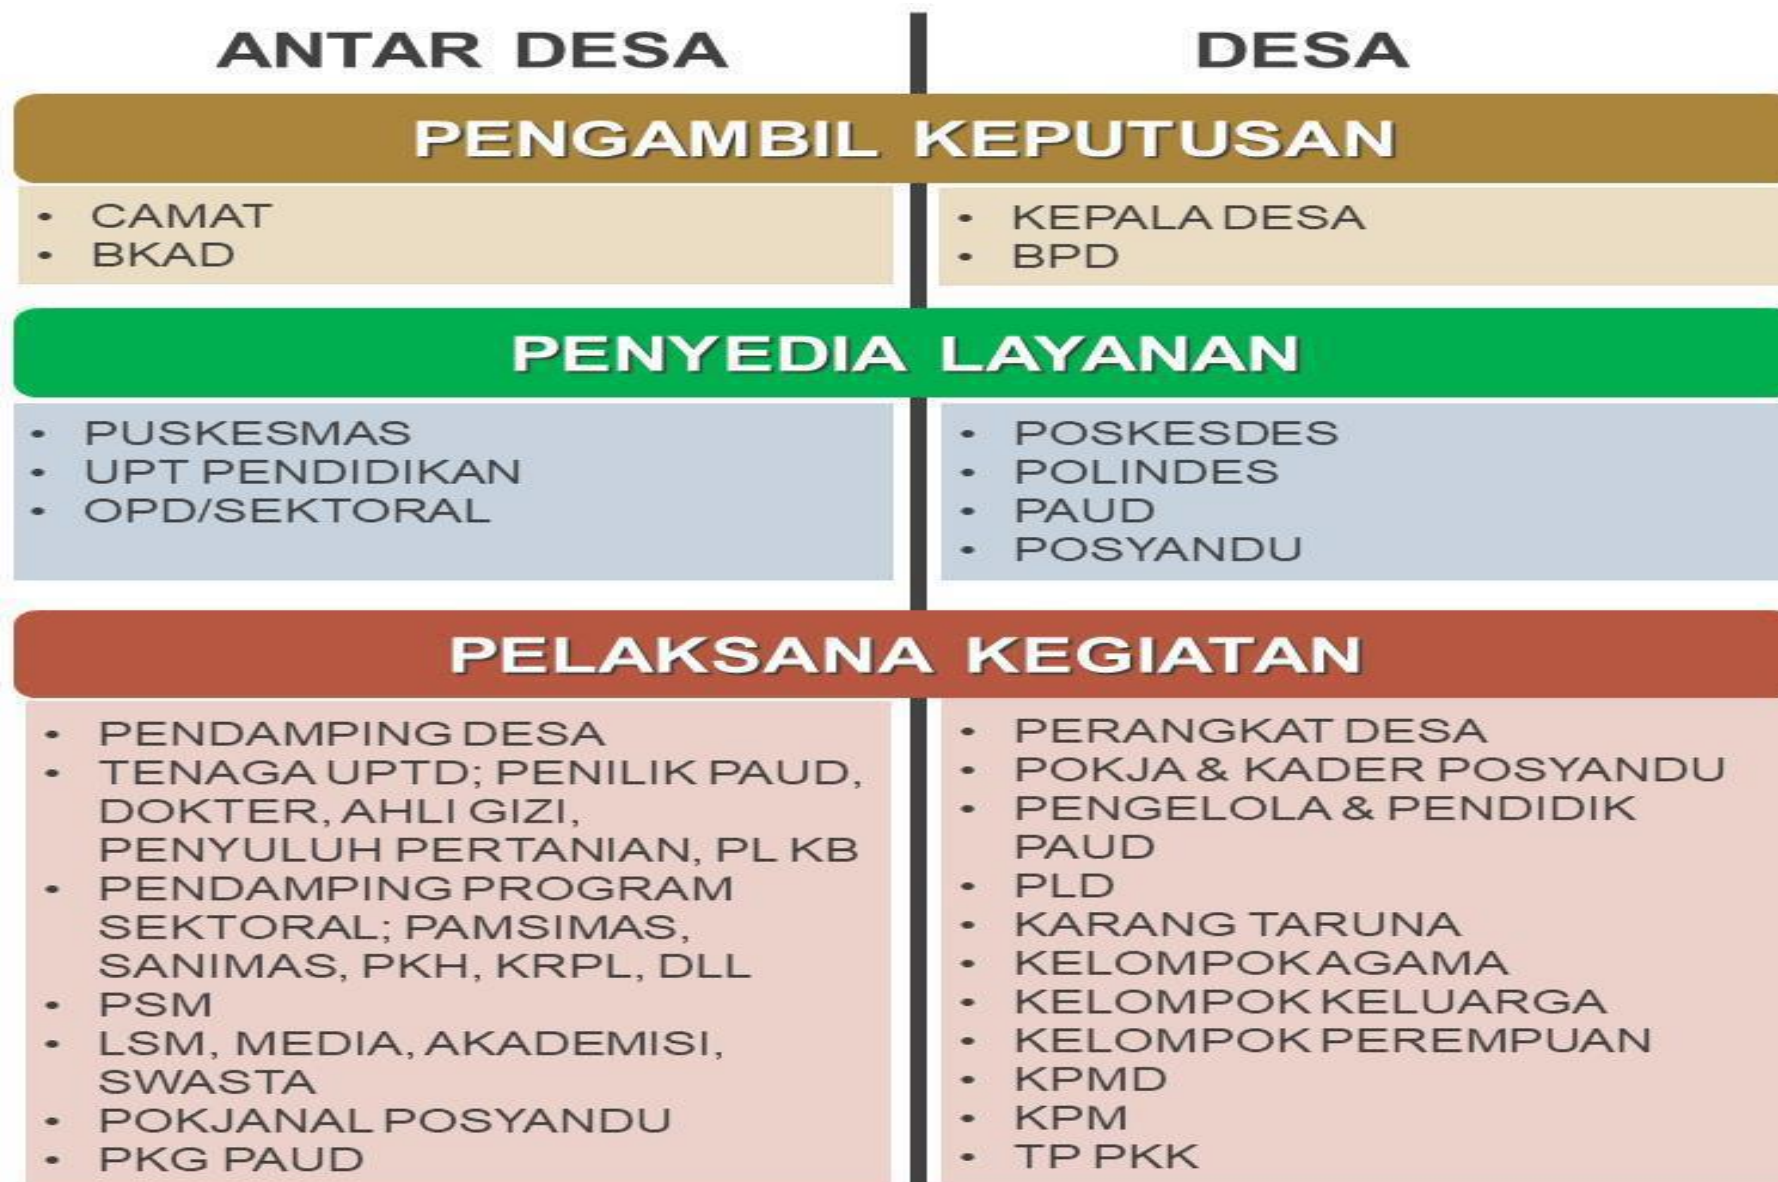 ANTAR DESA
DESA
PENGAMBIL KEPUTUSAN
• CAMAT
• BKAD
• KEPALA DESA
• BPD
PENYEDIA LAYANAN
• PUSKESMAS
• UPT PENDIDIKAN
• OPD/SEKTORAL
• POSKESDES
• POLINDES
• PAUD
• POSYANDU
PELAKSANA KEGIATAN
• PENDAMPING DESA
• TENAGA UPTD; PENILIK PAUD,
DOKTER, AHLI GIZI,
PENYULUH PERTANIAN, PL KB
• PENDAMPING PROGRAM
SEKTORAL; PAMSIMAS,
SANIMAS, PKH, KRPL, DLL
• PSM
• LSM, MEDIA, AKADEMISI,
SWASTA
• POKJANAL POSYANDU
• PKG PAUD
• PERANGKAT DESA
• POKJA & KADER POSYANDU
• PENGELOLA & PENDIDIK
PAUD
• PLD
• KARANG TARUNA
• KELOMPOK AGAMA
• KELOMPOK KELUARGA
• KELOMPOK PEREMPUAN
• KPMD
• KPM
• TP PKK